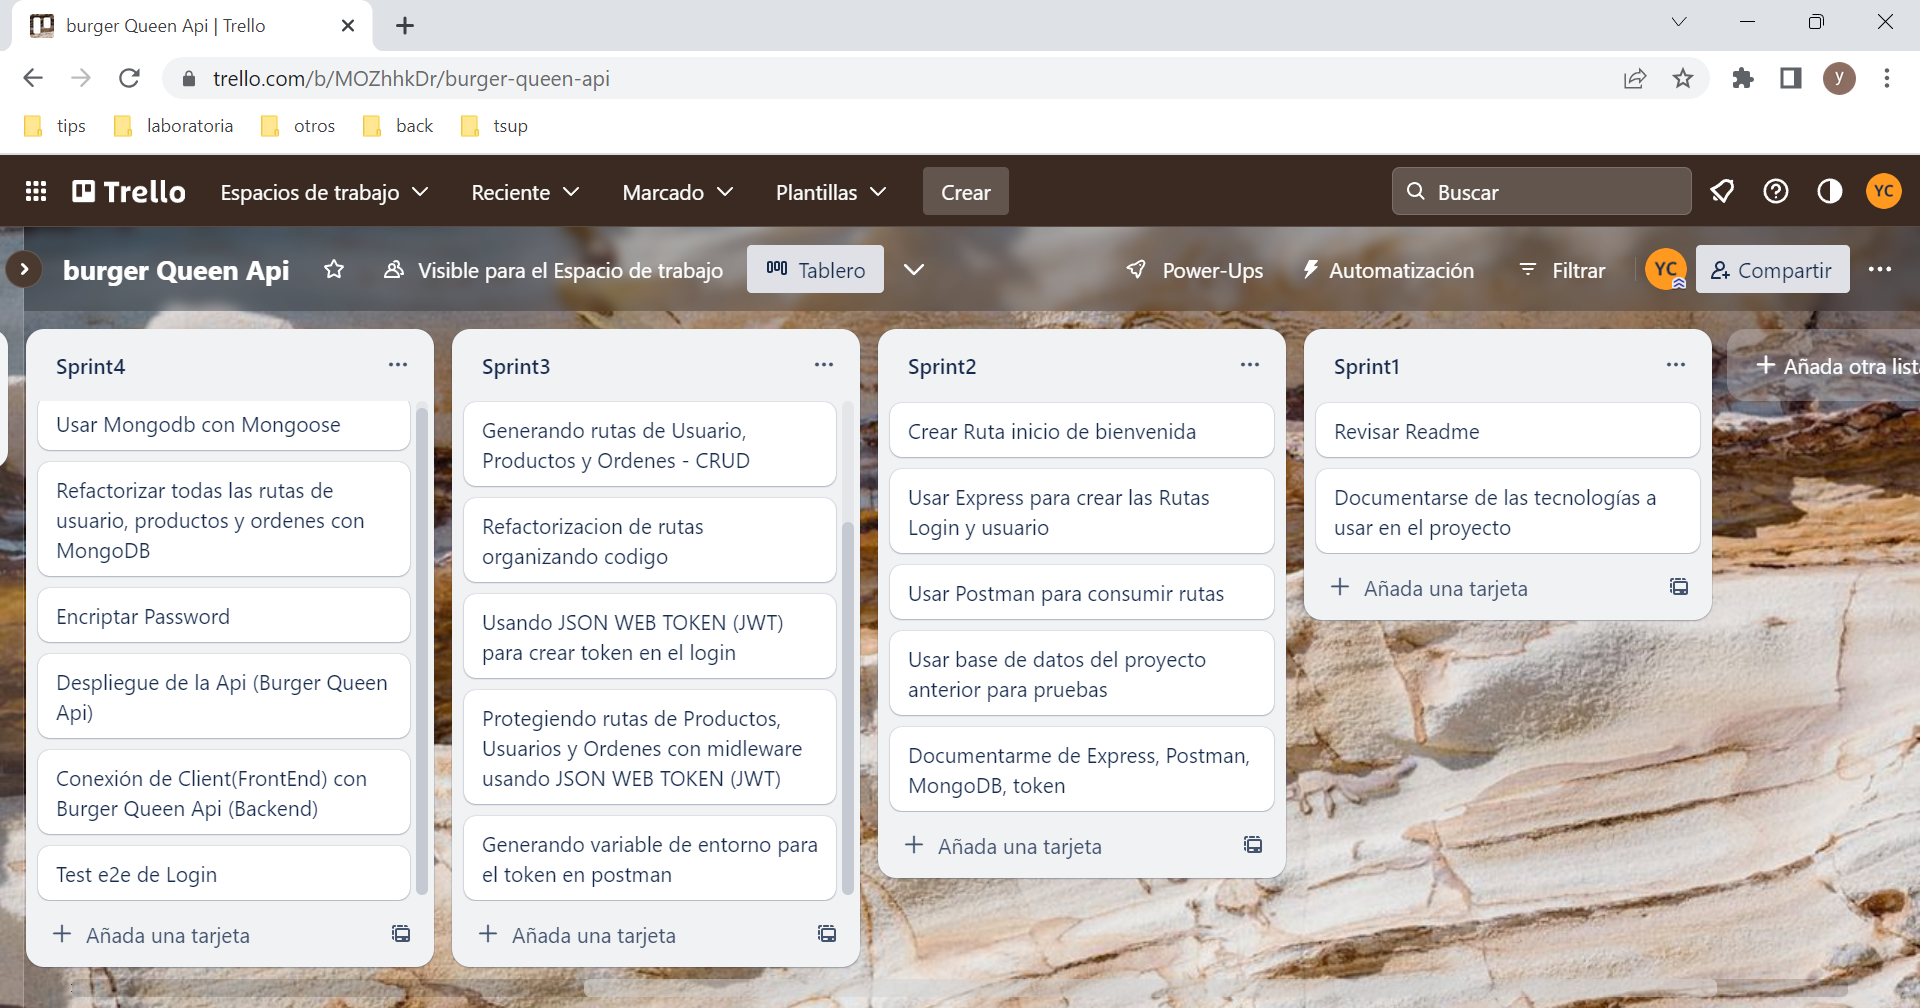 burger Queen Api | Trello
trello.com/b/MOZhhkDr/burger-queen-api
y
tips
laboratoria
otros
back
tsup
Trello
Espacios de trabajo
Reciente
Marcado
Plantillas
Crear
Buscar
YC
burger Queen Api
Visible para el Espacio de trabajo
Tablero
Power-Ups
Automatización
Filtrar
YC
Compartir
Sprint4
Usar Mongodb con Mongoose
Refactorizar todas las rutas de
usuario, productos y ordenes con
MongoDB
Encriptar Password
Despliegue de la Api (Burger Queen
Api)
Conexión de Client(FrontEnd) con
Burger Queen Api (Backend)
Test e2e de Login
Añada una tarjeta
Sprint3
Generando rutas de Usuario,
Productos y Ordenes - CRUD
Refactorizacion de rutas
organizando codigo
Usando JSON WEB TOKEN (JWT)
para crear token en el login
Protegiendo rutas de Productos,
Usuarios y Ordenes con midleware
usando JSON WEB TOKEN (JWT)
Generando variable de entorno para
el token en postman
Añada una tarjeta
Sprint2
Crear Ruta inicio de bienvenida
Usar Express para crear las Rutas
Login y usuario
Usar Postman para consumir rutas
Usar base de datos del proyecto
anterior para pruebas
Documentarme de Express, Postman,
MongoDB, token
Añada una tarjeta
Sprint1
Revisar Readme
Documentarse de las tecnologías a
usar en el proyecto
Añada una tarjeta
Añada otra lista